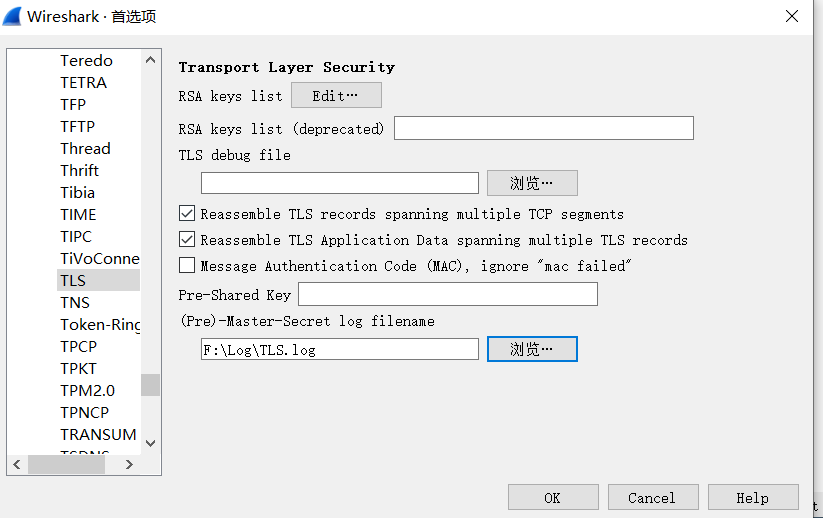 Wireshark · 首选项
Teredo
TETRA
TFP
TFTP
Thread
Thrift
Tibia
TIME
TIPC
TiVoConne
TLS
TNS
Token-Ring
TPCP
TPKT
TPM2.0
TPNCP
TRANSUM
TSDNS
Transport Layer Security
RSA keys list Edit…
RSA keys list (deprecated)
TLS debug file
浏览…
Reassemble TLS records spanning multiple TCP segments
Reassemble TLS Application Data spanning multiple TLS records
Message Authentication Code (MAC), ignore "mac failed"
Pre-Shared Key
(Pre)-Master-Secret log filename
F:\Log\TLS.log 浏览…
OK Cancel Help
t